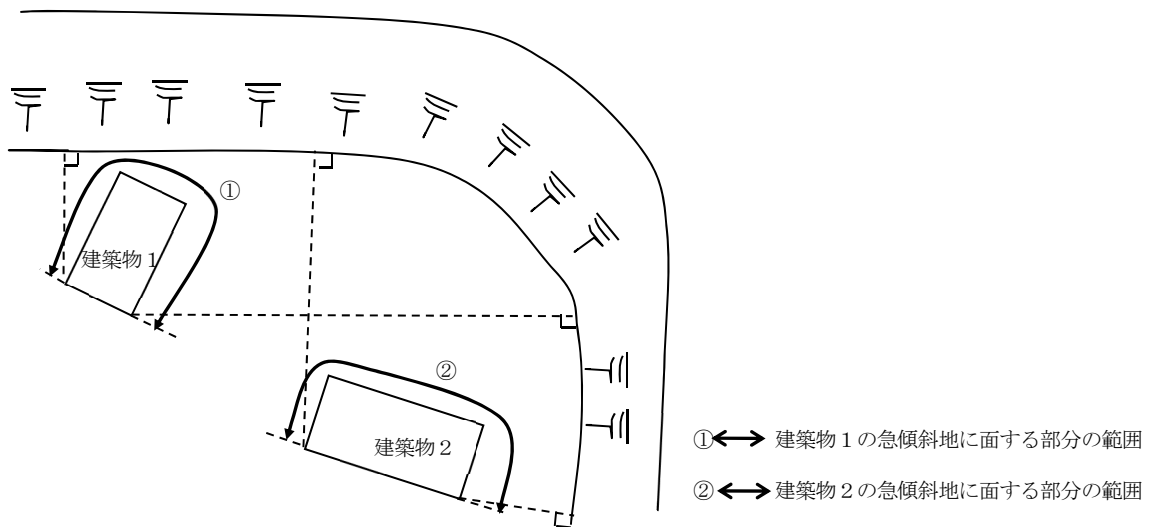 ①
建築物1
②
建築物2
① 建築物1の急傾斜地に面する部分の範囲
② 建築物2の急傾斜地に面する部分の範囲